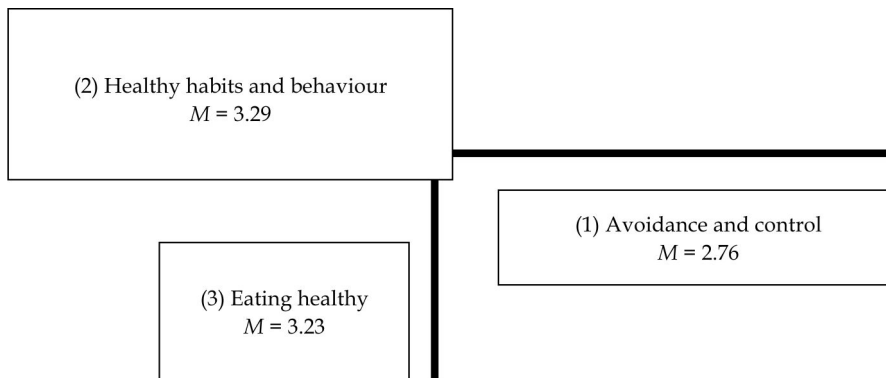 (2) Healthy habits and behaviour
M = 3.29
(1) Avoidance and control
M = 2.76
(3) Eating healthy
M = 3.23